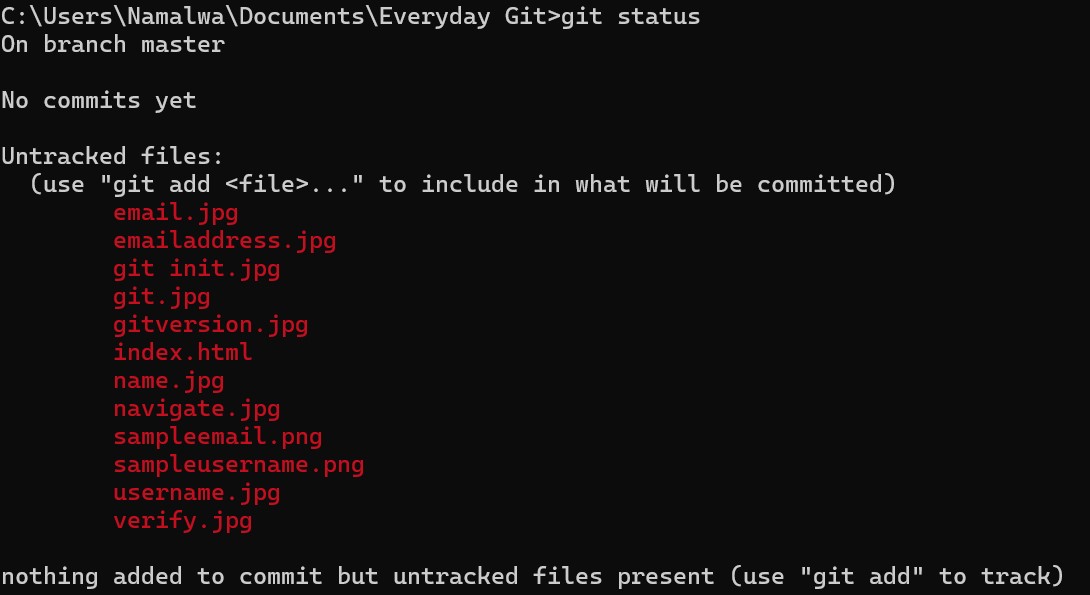 C:\Users\Namalwa\Documents\Everyday Git>git status
On branch master
No commits yet
Untracked files:
(use "git add <file>..." to include in what will be committed)
email.jpg
emailaddress.jpg
git init.jpg
git.jpg
gitversion.jpg
index.html
name.jpg
navigate.jpg
sampleemail.png
sampleusername.png
username.jpg
verify.jpg
nothing added to commit but untracked files present (use "git add" to track)